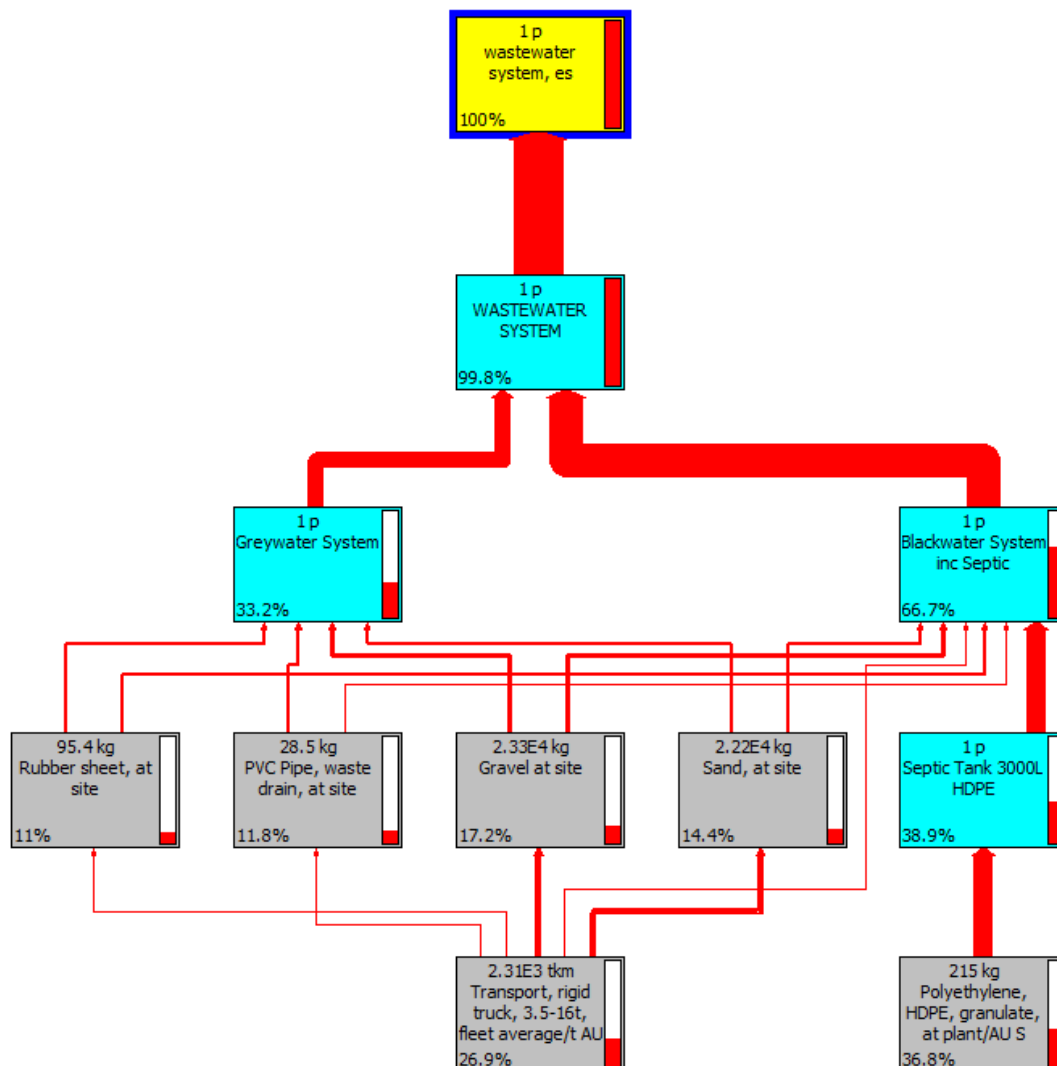 1 p
wastewater
system, es
100%
1 p
WASTEWATER
SYSTEM
99.8%
1 p
Greywater System
33.2%
1 p
Blackwater System
inc Septic
66.7%
95.4 kg
Rubber sheet, at
site
11%
28.5 kg
PVC Pipe, waste
drain, at site
11.8%
2.33E4 kg
Gravel at site
17.2%
2.22E4 kg
Sand, at site
14.4%
1 p
Septic Tank 3000L
HDPE
38.9%
2.31E3 tkm
Transport, rigid
truck, 3.5-16t,
fleet average/t AU
26.9%
215 kg
Polyethylene,
HDPE, granulate,
at plant/AU S
36.8%